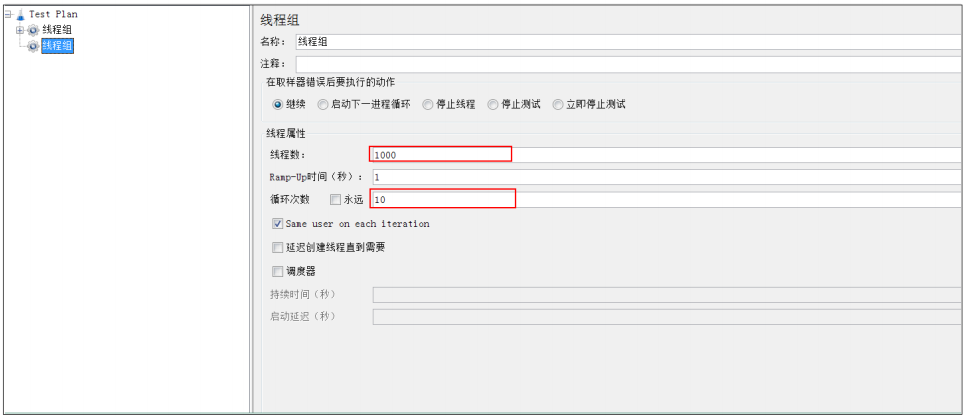 Test Plan
线程组
线程组
线程组
名称： 线程组
注释：
在取样器错误后要执行的动作
继续 启动下一进程循环 停止线程 停止测试 立即停止测试
线程属性
线程数： 1000
Ramp-Up时间（秒）： 1
循环次数 永远 10
Same user on each iteration
延迟创建线程直到需要
调度器
持续时间（秒）
启动延迟（秒）